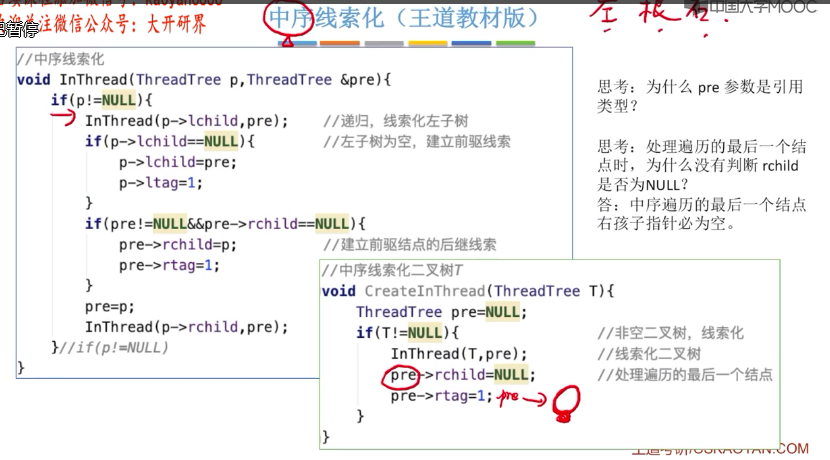 关注微信公众号：大开研界
已暂停
中序线索化（王道教材版）
中国大学MOOC
左 根 右.
//中序线索化
void InThread(ThreadTree p,ThreadTree &pre){
if(p!=NULL){
InThread(p->lchild,pre); //递归，线索化左子树
if(p->lchild==NULL){ //左子树为空，建立前驱线索
p->lchild=pre;
p->ltag=1;
}
if(pre!=NULL&&pre->rchild==NULL){
pre->rchild=p; //建立前驱结点的后继线索
pre->rtag=1;
}
pre=p;
InThread(p->rchild,pre);
}//if(p!=NULL)
}
思考：为什么 pre 参数是引用
类型？
思考：处理遍历的最后一个结
点时，为什么没有判断 rchild
是否为NULL？
答：中序遍历的最后一个结点
右孩子指针必为空。
//中序线索化二叉树T
void CreateInThread(ThreadTree T){
ThreadTree pre=NULL;
if(T!=NULL){ //非空二叉树，线索化
InThread(T,pre); //线索化二叉树
pre->rchild=NULL; //处理遍历的最后一个结点
pre->rtag=1; pre
}
}
王道考研/CSKAOYAN.COM